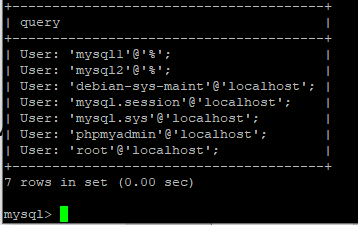 +---------------------------------------+
| query                                 |
+---------------------------------------+
| User: 'mysql1'@'%';                   |
| User: 'mysql2'@'%';                   |
| User: 'debian-sys-maint'@'localhost'; |
| User: 'mysql.session'@'localhost';    |
| User: 'mysql.sys'@'localhost';        |
| User: 'phpmyadmin'@'localhost';       |
| User: 'root'@'localhost';             |
+---------------------------------------+
7 rows in set (0.00 sec)
mysql>